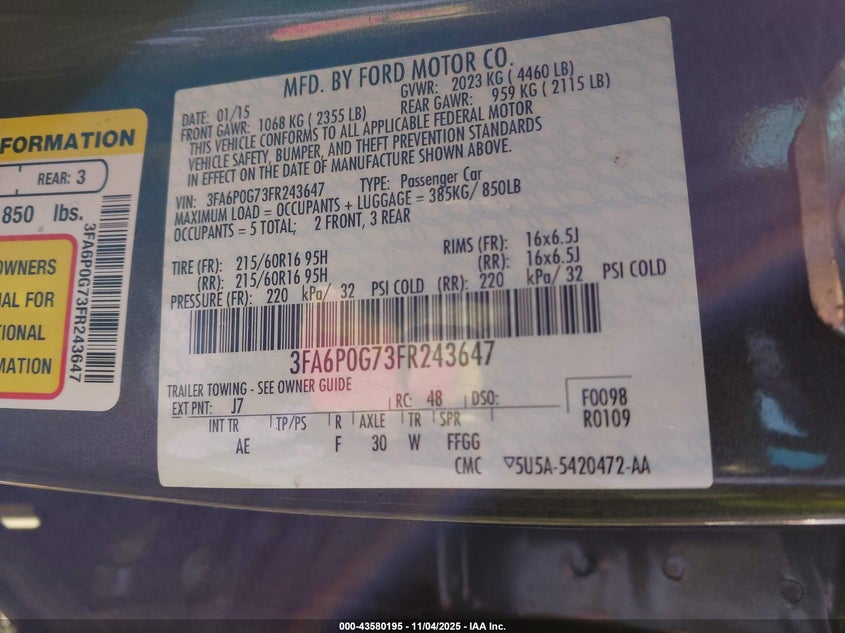 FORMATION
REAR: 3
850 lbs.
OWNERS
AL FOR
TIONAL
MATION
3FA6P0G73FR243647
MFD. BY FORD MOTOR CO.
DATE: 01/15 GVWR: 2023 KG ( 4460 LB)
FRONT GAWR: 1068 KG ( 2355 LB) REAR GAWR: 959 KG ( 2115 LB)
THIS VEHICLE CONFORMS TO ALL APPLICABLE FEDERAL MOTOR
VEHICLE SAFETY, BUMPER, AND THEFT PREVENTION STANDARDS
IN EFFECT ON THE DATE OF MANUFACTURE SHOWN ABOVE.
VIN: 3FA6P0G73FR243647 TYPE: Passenger Car
MAXIMUM LOAD = OCCUPANTS + LUGGAGE = 385KG/ 850LB
OCCUPANTS = 5 TOTAL; 2 FRONT, 3 REAR
TIRE (FR): 215/60R16 95H RIMS (FR): 16x6.5J
(RR): 215/60R16 95H (RR): 16x6.5J
PRESSURE (FR): 220 kPa/ 32 PSI COLD (RR): 220 kPa/ 32 PSI COLD
3FA6P0G73FR243647
TRAILER TOWING - SEE OWNER GUIDE
EXT PNT: J7 RC: 48 DSO: F0098
INT TR TP/PS R AXLE TR SPR R0109
AE F 30 W FFGG
CMC ▽5U5A-5420472-AA
000-43580195 - 11/04/2025 - IAA Inc.